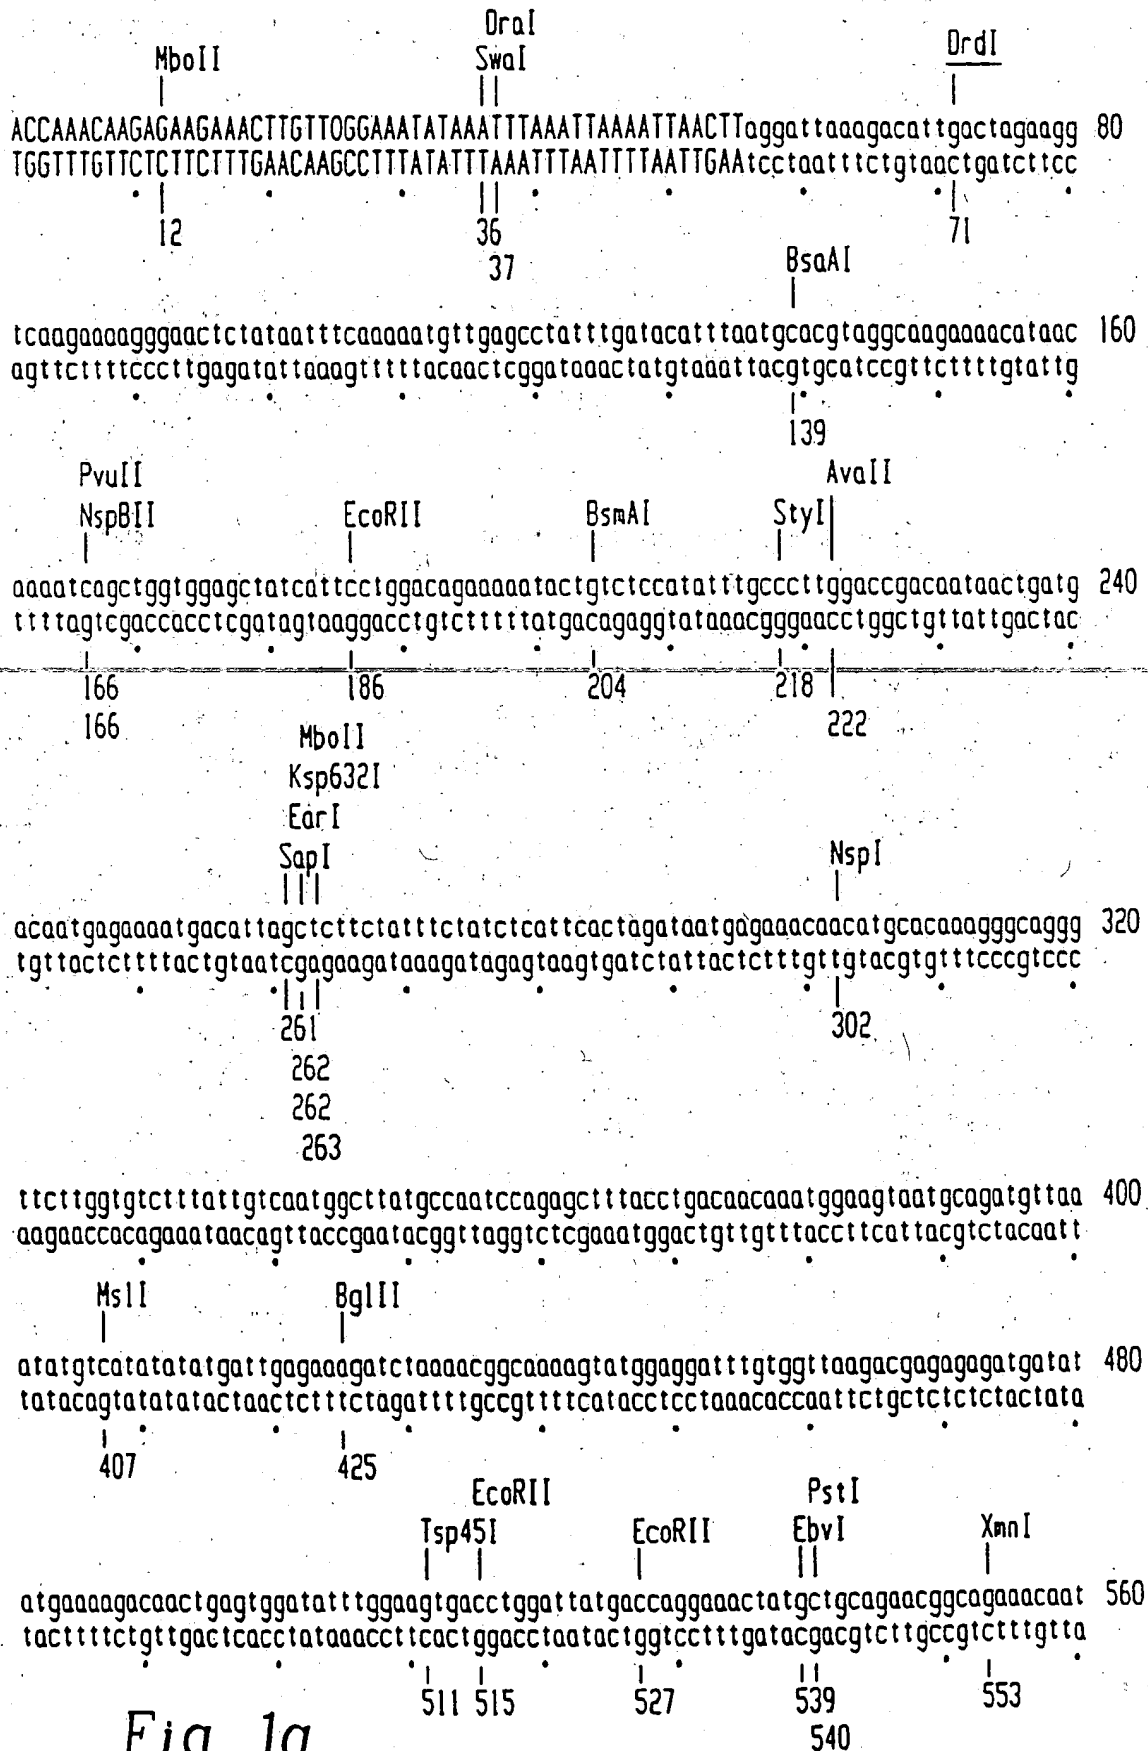 DraI
MboII SwaI DrdI
ACCAAACAAGAGAAGAAACTTGTTOGGAAATATAAATTTAAATTAAAATTAACTTaggattaaagacattgactagaagg 80
TGGTTTGTTCTCTTCTTTGAACAAGCCTTTATATTTAAATTTAATTTTAATTGAAtcctaatttctgtaactgatcttcc
12 36 71
37
BsaAI
tcaagaaaagggaactctataatttcaaaaatgttgagcctatttgatacatttaatgcacgtaggcaagaaaacataac 160
agttcttttcccttgagatattaaagtttttacaactcggataaactatgtaaattacgtgcatccgttcttttgtattg
139
PvuII AvaII
NspBII EcoRII BsmAI StyI
aaaatcagctggtggagctatcattcctggacagaaaaatactgtctccatatttgcccttggaccgacaataactgatg 240
ttttagtcgaccacctcgatagtaaggacctgtctttttatgacagaggtataaacgggaacctggctgttattgactac
166 186 204 218
166 222
MboII
Ksp632I
EarI
SapI NspI
acaatgagaaaatgacattagctcttctatttctatctcattcactagataatgagaaacaacatgcacaaagggcaggg 320
tgttactcttttactgtaatcgagaagataaagatagagtaagtgatctattactctttgttgtacgtgtttcccgtccc
261 302
262
262
263
ttcttggtgtctttattgtcaatggcttatgccaatccagagctttacctgacaacaaatggaagtaatgcagatgttaa 400
aagaaccacagaaataacagttaccgaatacggttaggtctcgaaatggactgttgtttaccttcattacgtctacaatt
MslI BglII
atatgtcatatatatgattgagaaagatctaaaacggcaaaagtatggaggatttgtggttaagacgagagagatgatat 480
tatacagtatatatactaactctttctagattttgccgttttcatacctcctaaacaccaattctgctctctctactata
407 425
EcoRII PstI
Tsp45I EcoRII EbvI XmnI
atgaaaagacaactgagtggatatttggaagtgacctggattatgaccaggaaactatgctgcagaacggcagaaacaat 560
tacttttctgttgactcacctataaaccttcactggacctaatactggtcctttgatacgacgtcttgccgtctttgtta
511 515 527 539 553
540
Fig. 1a